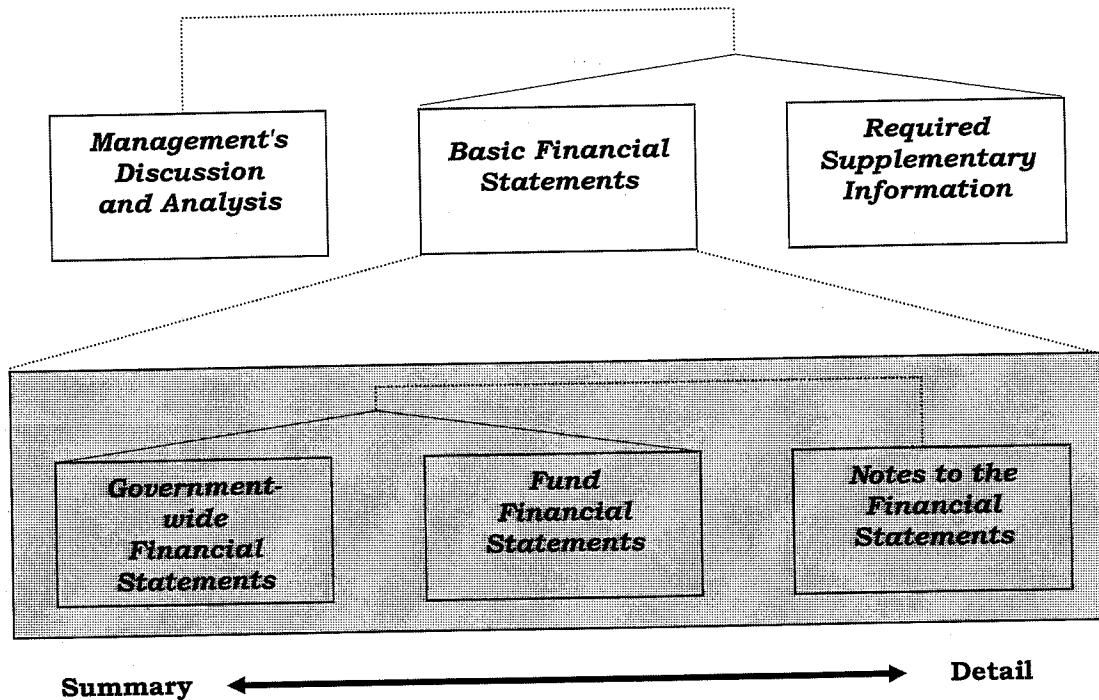 Management's
Discussion
and Analysis
Basic Financial
Statements
Required
Supplementary
Information
Government-
wide
Financial
Statements
Fund
Financial
Statements
Notes to the
Financial
Statements
Summary
Detail